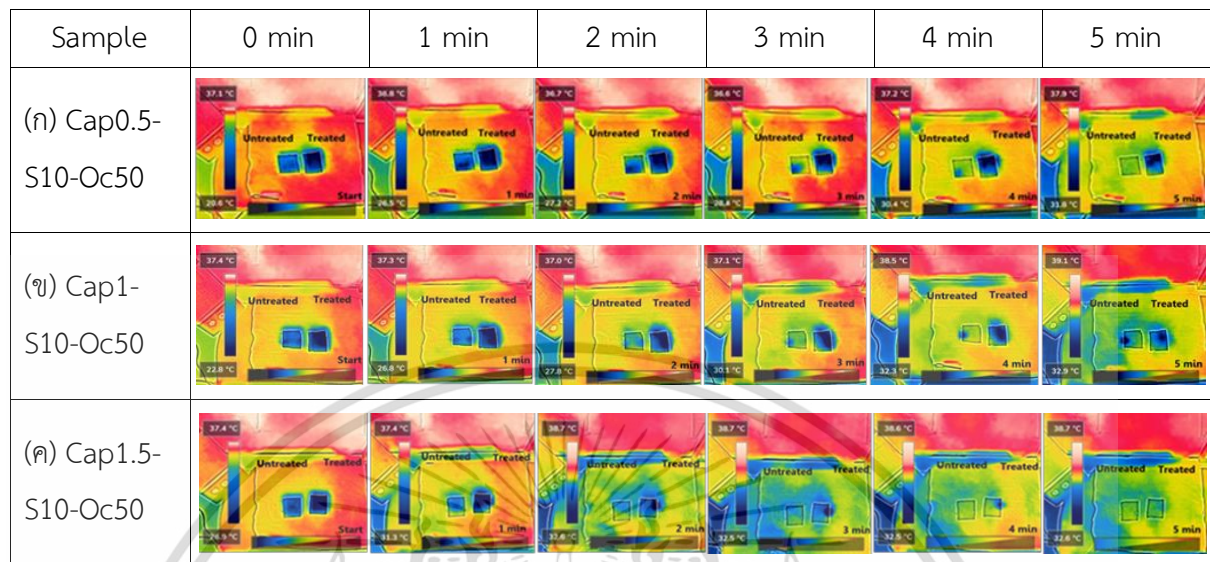 Sample 0 min 1 min 2 min 3 min 4 min 5 min
(ก) Cap0.5-
S10-Oc50
37.1 °C 38.8 °C 36.7 °C 36.6 °C 37.2 °C 37.9 °C
Untreated Treated Untreated Treated Untreated Treated Untreated Treated Untreated Treated Untreated Treated
Start 1 min 2 min 3 min 4 min 5 min
20.6 °C 26.5 °C 27.2 °C 28.4 °C 30.4 °C 31.8 °C
(ข) Cap1-
S10-Oc50
37.4 °C 37.3 °C 37.0 °C 37.1 °C 38.5 °C 39.1 °C
Untreated Treated Untreated Treated Untreated Treated Untreated Treated Untreated Treated Untreated Treated
Start 1 min 2 min 3 min 4 min 5 min
22.8 °C 26.8 °C 27.8 °C 30.1 °C 32.3 °C 32.9 °C
(ค) Cap1.5-
S10-Oc50
37.4 °C 37.4 °C 38.7 °C 38.7 °C 38.6 °C 38.7 °C
Untreated Treated Untreated Treated Untreated Treated Untreated Treated Untreated Treated Untreated Treated
Start 1 min 2 min 3 min 4 min 5 min
26.9 °C 31.3 °C 32.6 °C 32.5 °C 32.5 °C 32.6 °C